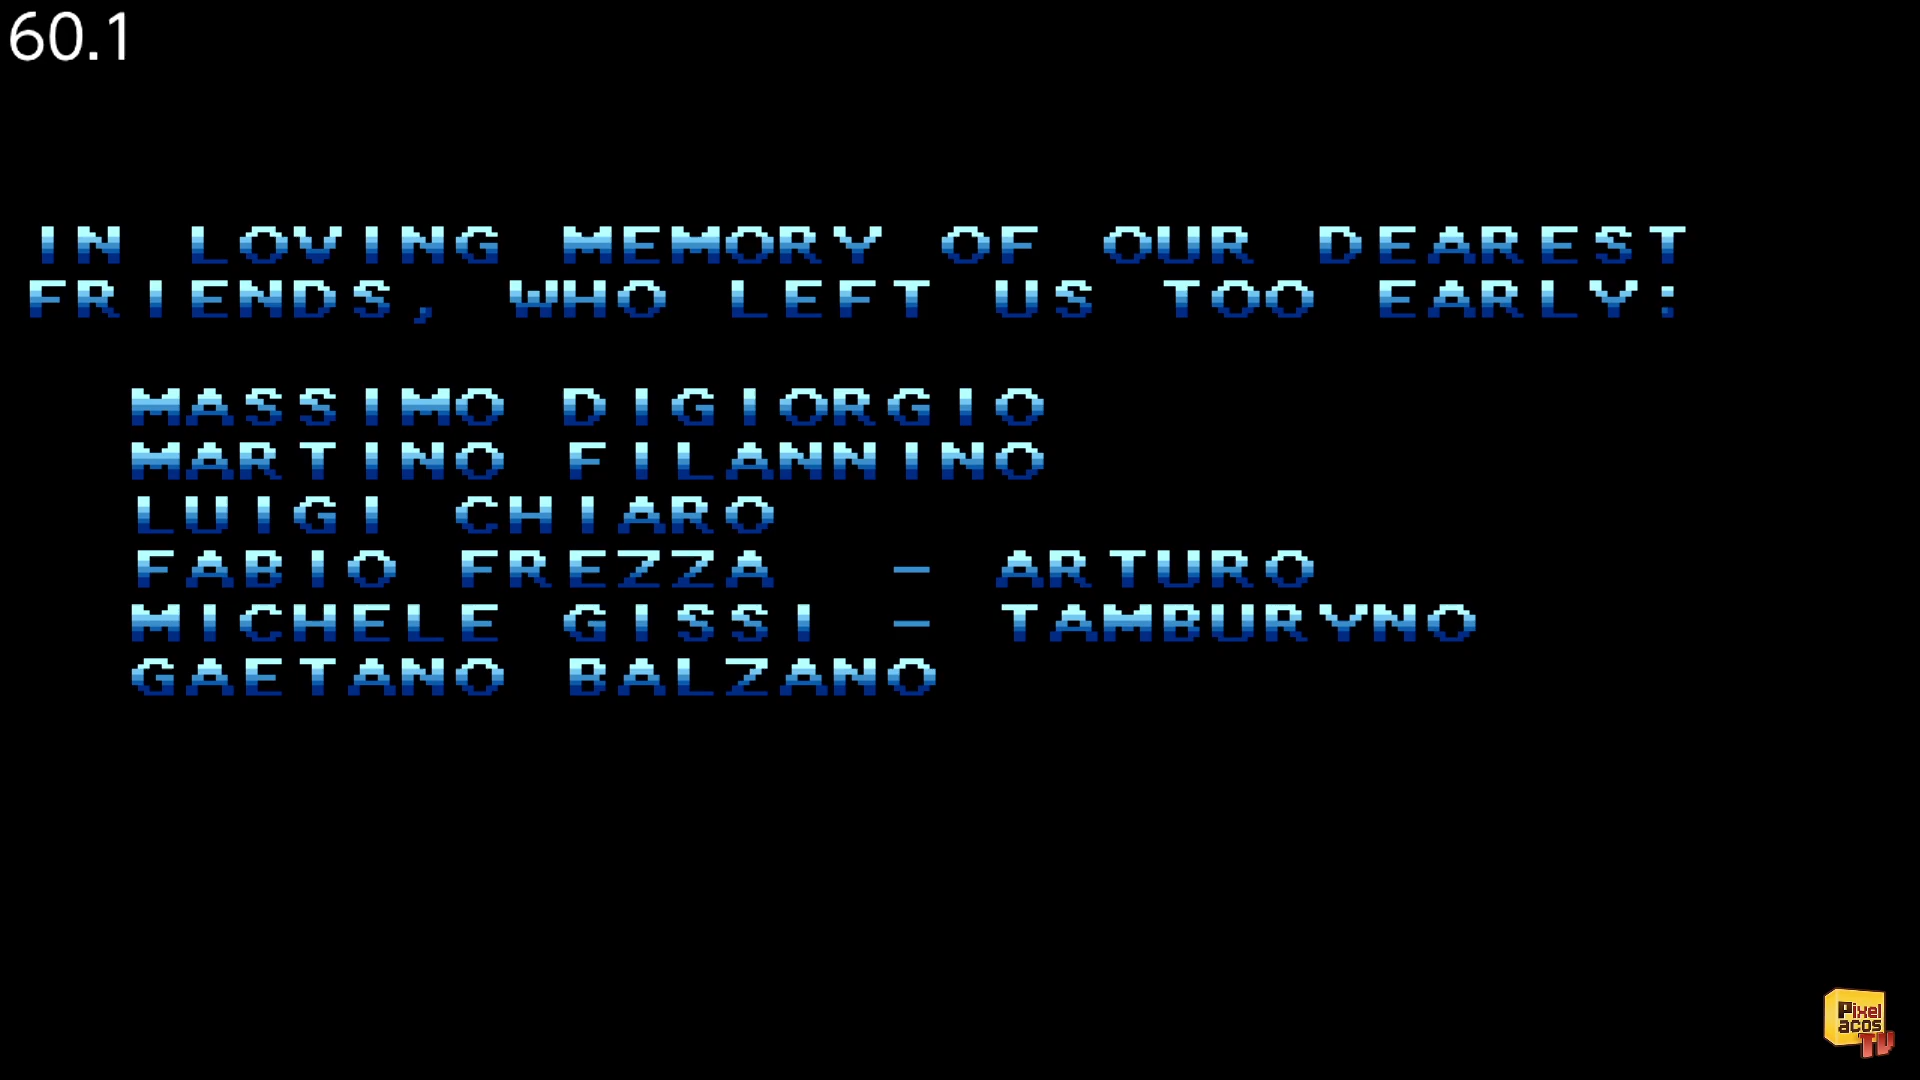 60.1
IN LOVING MEMORY OF OUR DEAREST
FRIENDS, WHO LEFT US TOO EARLY:
MASSIMO DIGIORGIO
MARTINO FILANNINO
LUIGI CHIARO
FABIO FREZZA - ARTURO
MICHELE GISSI - TAMBURYNO
GAETANO BALZANO
Pixel
acos
TV